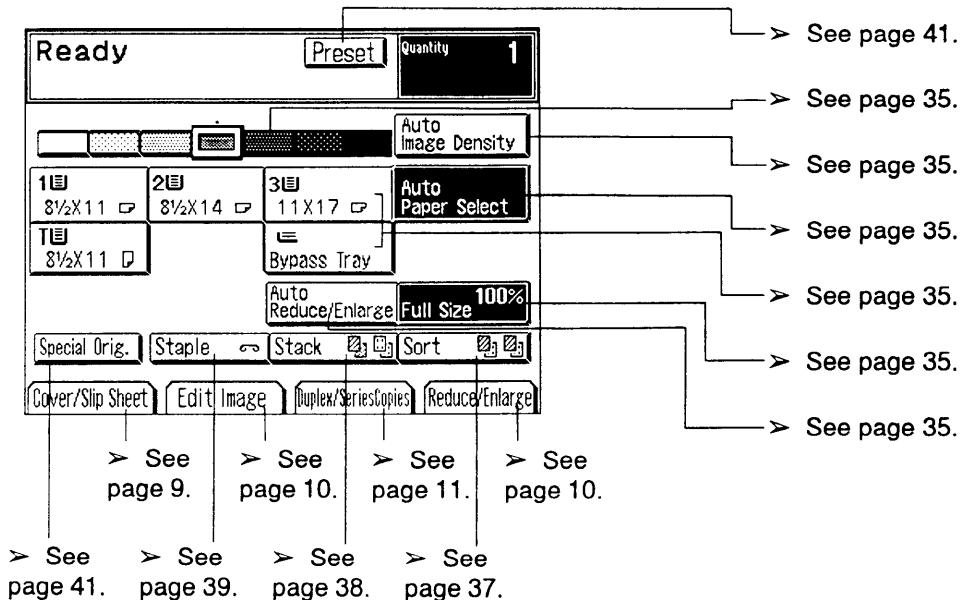 Ready
Preset
Quantity 1
➢ See page 41.
➢ See page 35.
Auto
Image Density
➢ See page 35.
1 2 3
8½X11 8½X14 11X17
Auto
Paper Select
➢ See page 35.
T
8½X11
Bypass Tray
➢ See page 35.
Auto
Reduce/Enlarge
100%
Full Size
➢ See page 35.
Special Orig. Staple Stack Sort
Cover/Slip Sheet Edit Image Duplex/SeriesCopies Reduce/Enlarge
➢ See page 35.
➢ See
page 9.
➢ See
page 10.
➢ See
page 11.
➢ See
page 10.
➢ See
page 41.
➢ See
page 39.
➢ See
page 38.
➢ See
page 37.